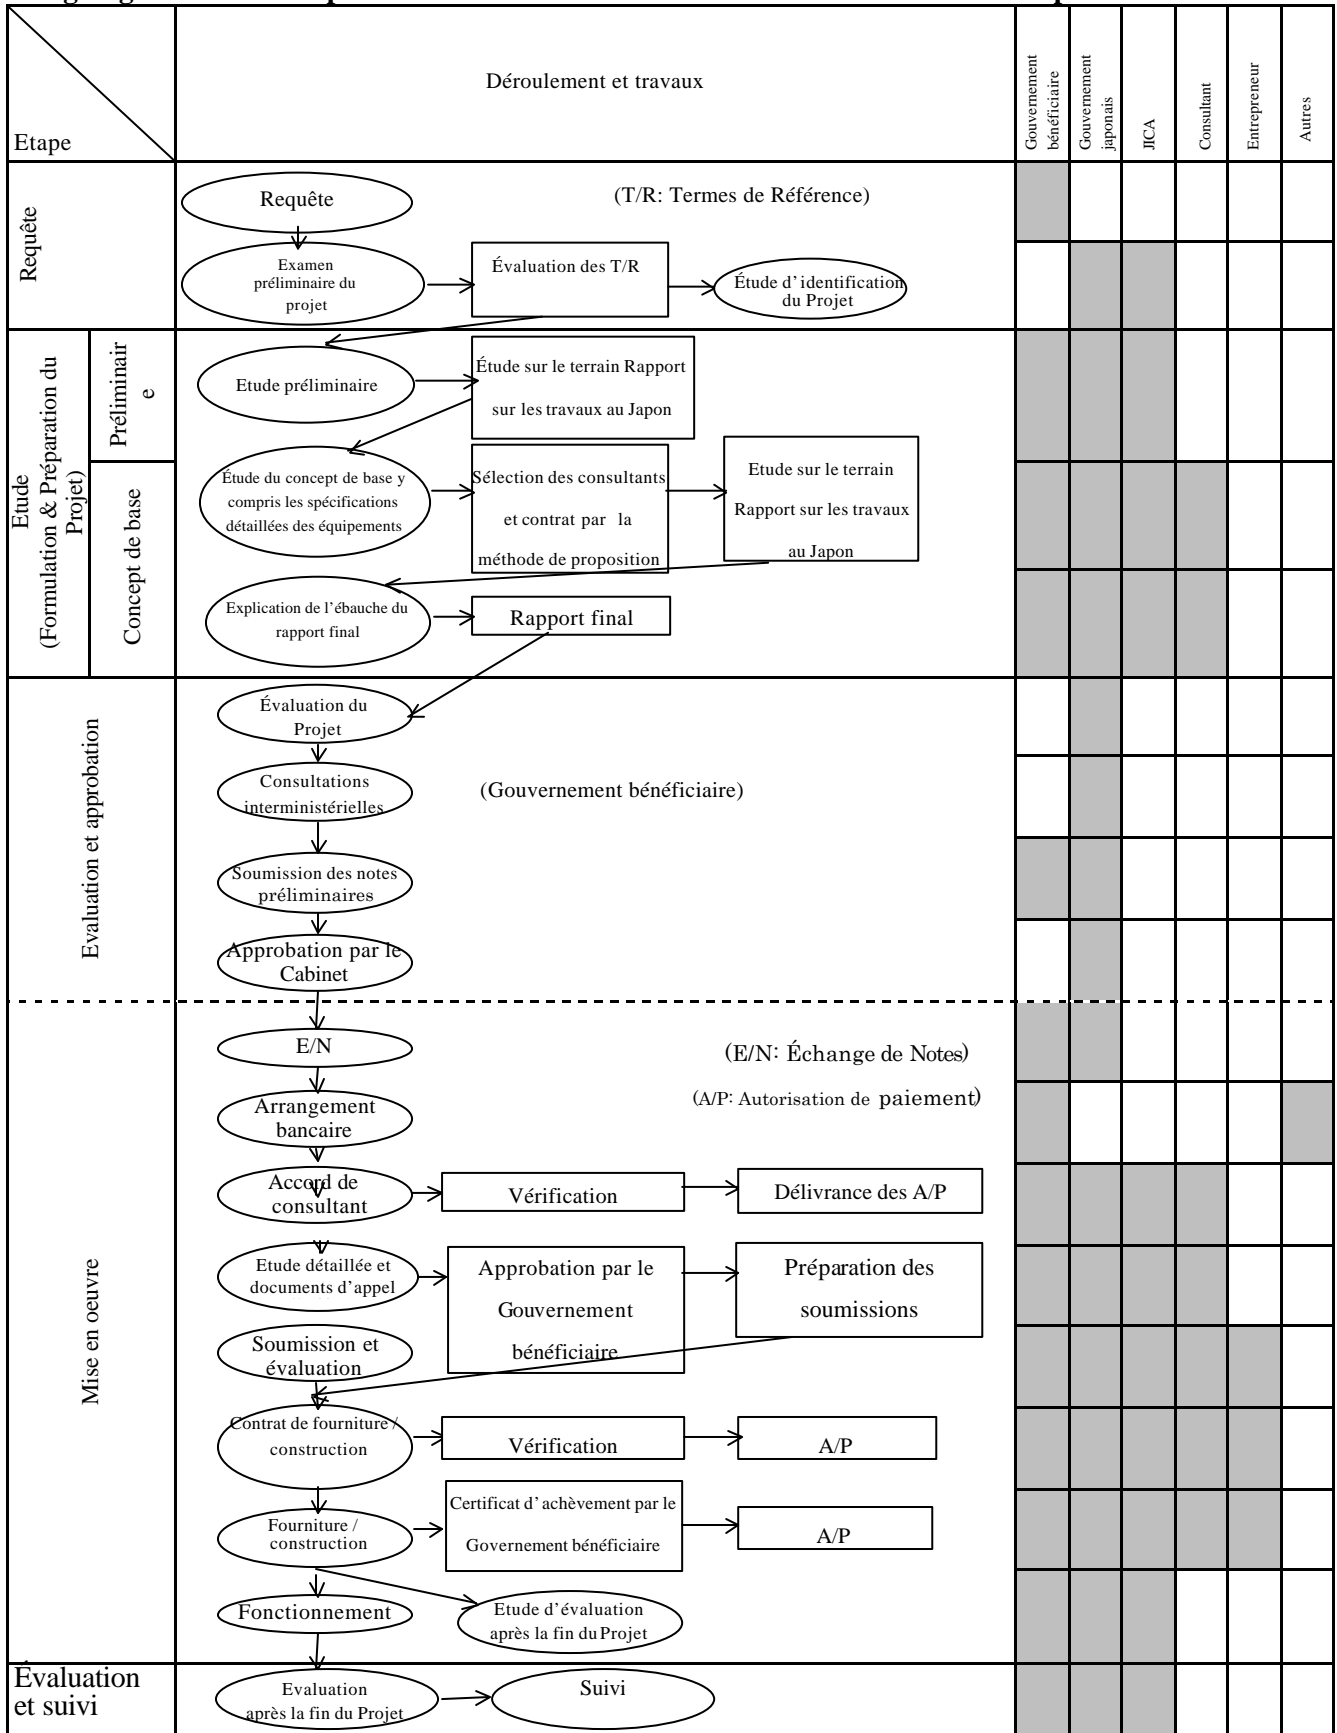 Déroulement et travaux
Etape
Gouvernement
bénéficiaire
Gouvernement
japonais
JICA
Consultant
Entrepreneur
Autres
Requête
Requête
(T/R: Termes de Référence)
Examen
préliminaire du
projet
Évaluation des T/R
Étude d'identification
du Projet
Etude
(Formulation & Préparation du
Projet)
Préliminair
e
Etude préliminaire
Étude sur le terrain Rapport
sur les travaux au Japon
Concept de base
Étude du concept de base y
compris les spécifications
détaillées des équipements
Sélection des consultants
et contrat par la
méthode de proposition
Etude sur le terrain
Rapport sur les travaux
au Japon
Explication de l'ébauche du
rapport final
Rapport final
Evaluation et approbation
Évaluation du
Projet
Consultations
interministérielles
(Gouvernement bénéficiaire)
Soumission des notes
préliminaires
Approbation par le
Cabinet
Mise en oeuvre
E/N
(E/N: Échange de Notes)
Arrangement
bancaire
(A/P: Autorisation de paiement)
Accord de
consultant
Vérification
Délivrance des A/P
Etude détaillée et
documents d'appel
Approbation par le
Gouvernement
bénéficiaire
Préparation des
soumissions
Soumission et
évaluation
Contrat de fourniture /
construction
Vérification
A/P
Fourniture /
construction
Certificat d'achèvement par le
Governement bénéficiaire
A/P
Fonctionnement
Etude d'évaluation
après la fin du Projet
Évaluation
et suivi
Evaluation
après la fin du Projet
Suivi